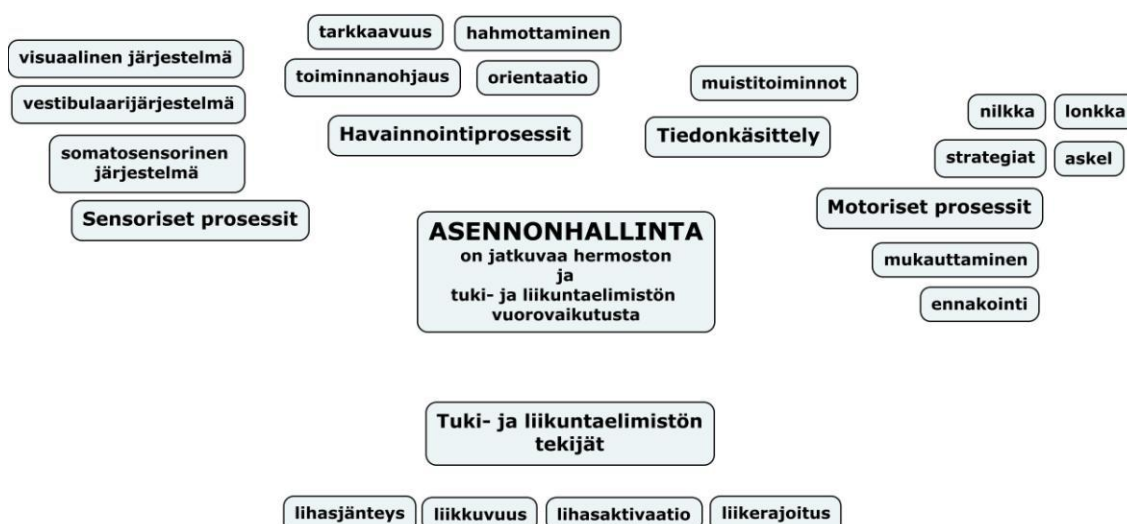 tarkkaavuus
hahmottaminen
visuaalinen järjestelmä
toiminnanohjaus
orientaatio
muistitoiminnot
vestibulaarijärjestelmä
nilkka
lonkka
Havainnointiprosessit
Tiedonkäsittely
somatosensorinen
järjestelmä
strategiat
askel
Sensoriset prosessit
Motoriset prosessit
ASENNONHALLINTA
on jatkuvaa hermoston
ja
tuki- ja liikuntaelimistön
vuorovaikutusta
mukauttaminen
ennakointi
Tuki- ja liikuntaelimistön
tekijät
lihasjänteys
liikkuvuus
lihasaktivaatio
liikerajoitus